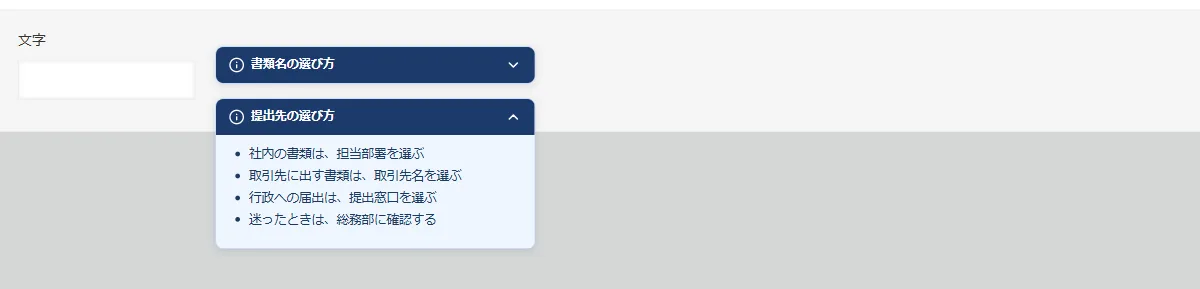 文字
書類名の選び方
提出先の選び方
社内の書類は、担当部署を選ぶ
取引先に出す書類は、取引先名を選ぶ
行政への届出は、提出窓口を選ぶ
迷ったときは、総務部に確認する